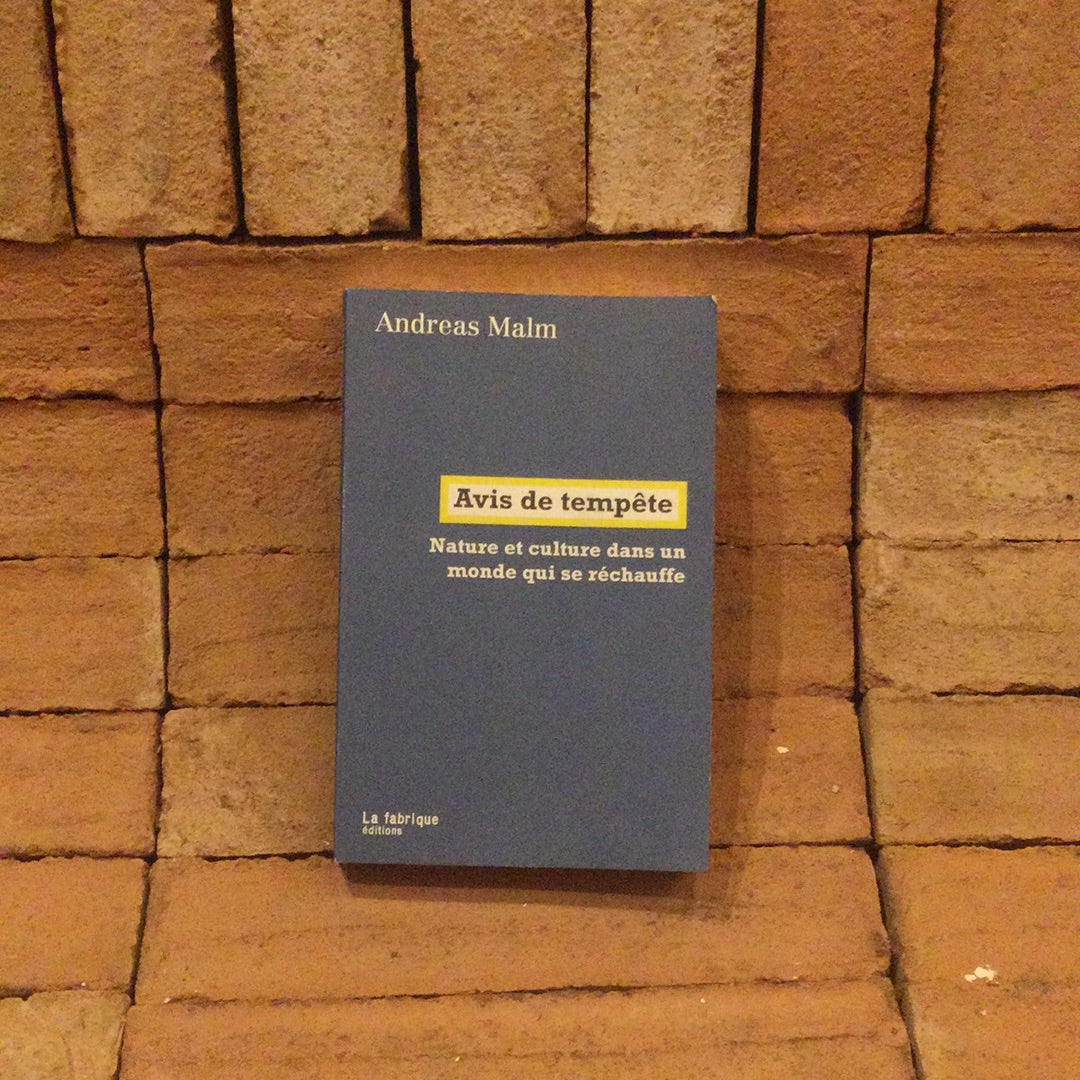 Andreas Malm
Avis de tempête
Nature et culture dans un
monde qui se réchauffe
La fabrique
éditions